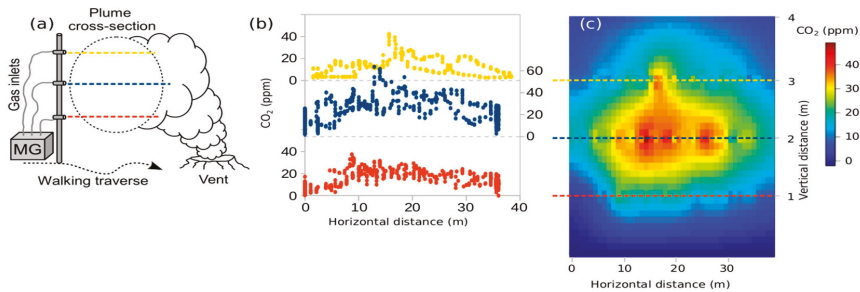 (a)
Plume
cross-section
Gas inlets
MG
Walking traverse
Vent
(b)
CO₂ (ppm)
40
20
0
60
40
20
0
40
20
0
0 10 20 30 40
Horizontal distance (m)
(c)
4
3
2
1
Vertical distance (m)
0 10 20 30
Horizontal distance (m)
CO₂ (ppm)
40
30
20
10
0